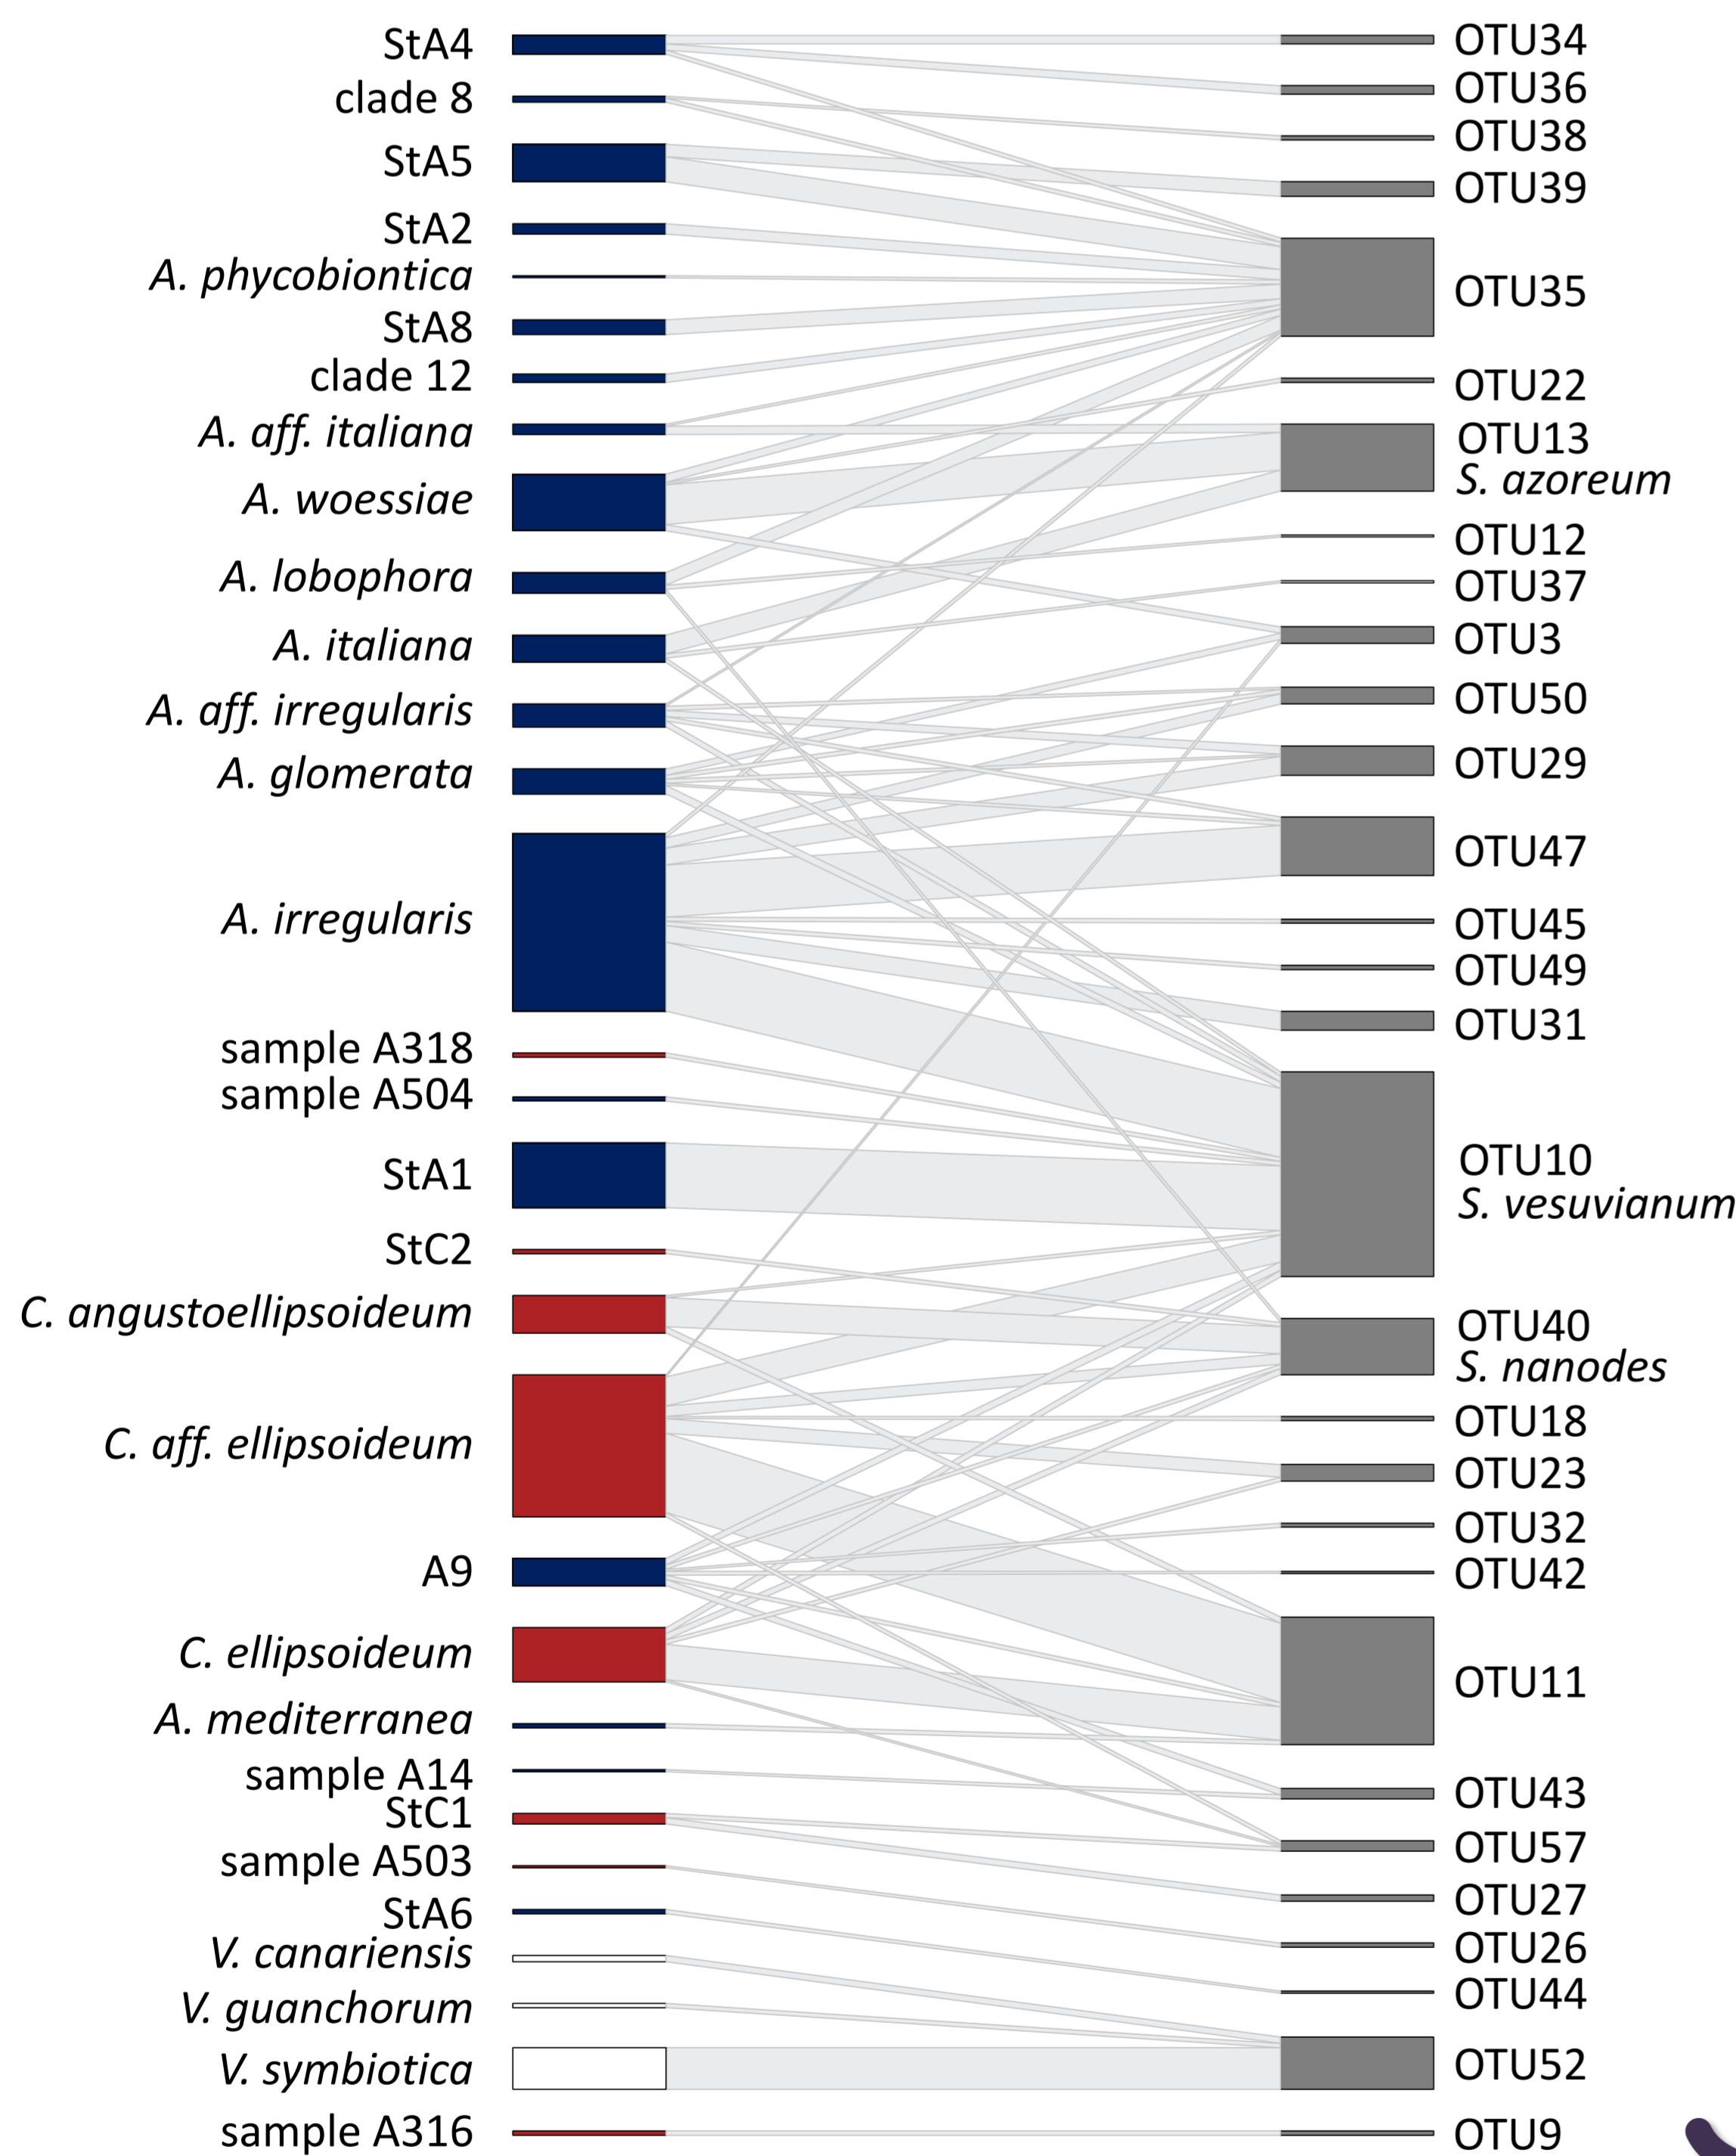 StA4
clade 8
StA5
StA2
A. phycobiontica
StA8
clade 12
A. aff. italiana
A. woessiae
A. lobophora
A. italiana
A. aff. irregularis
A. glomerata
A. irregularis
sample A318
sample A504
StA1
StC2
C. angustoellipsoideum
C. aff. ellipsoideum
A9
C. ellipsoideum
A. mediterranea
sample A14
StC1
sample A503
StA6
V. canariensis
V. guanchorum
V. symbiotica
sample A316
OTU34
OTU36
OTU38
OTU39
OTU35
OTU22
OTU13
S. azoreum
OTU12
OTU37
OTU3
OTU50
OTU29
OTU47
OTU45
OTU49
OTU31
OTU10
S. vesuvianum
OTU40
S. nanodes
OTU18
OTU23
OTU32
OTU42
OTU11
OTU43
OTU57
OTU27
OTU26
OTU44
OTU52
OTU9